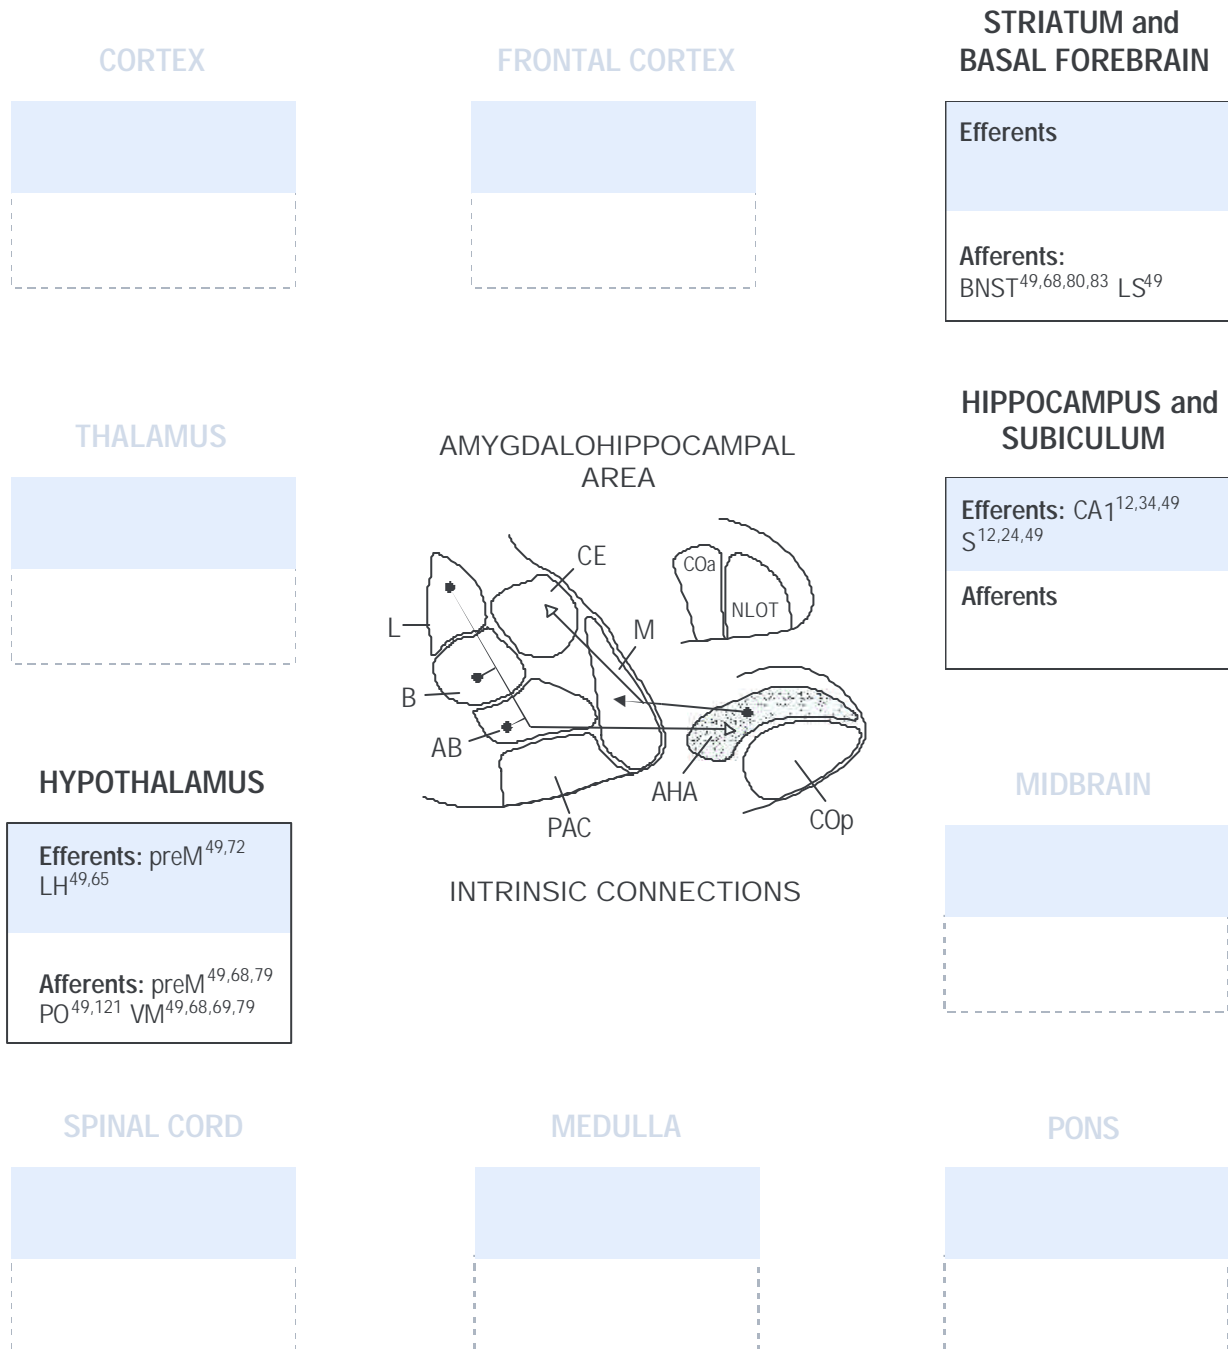 CORTEX
FRONTAL CORTEX
STRIATUM and
BASAL FOREBRAIN
Efferents
Afferents:
BNST49,68,80,83 LS49
THALAMUS
AMYGDALOHIPPOCAMPAL
AREA
HIPPOCAMPUS and
SUBICULUM
Efferents: CA112,34,49
S12,24,49
Afferents
CE
COa
NLOT
L
M
B
AB
AHA
PAC
COp
INTRINSIC CONNECTIONS
HYPOTHALAMUS
Efferents: preM49,72
LH49,65
Afferents: preM49,68,79
PO49,121 VM49,68,69,79
MIDBRAIN
SPINAL CORD
MEDULLA
PONS